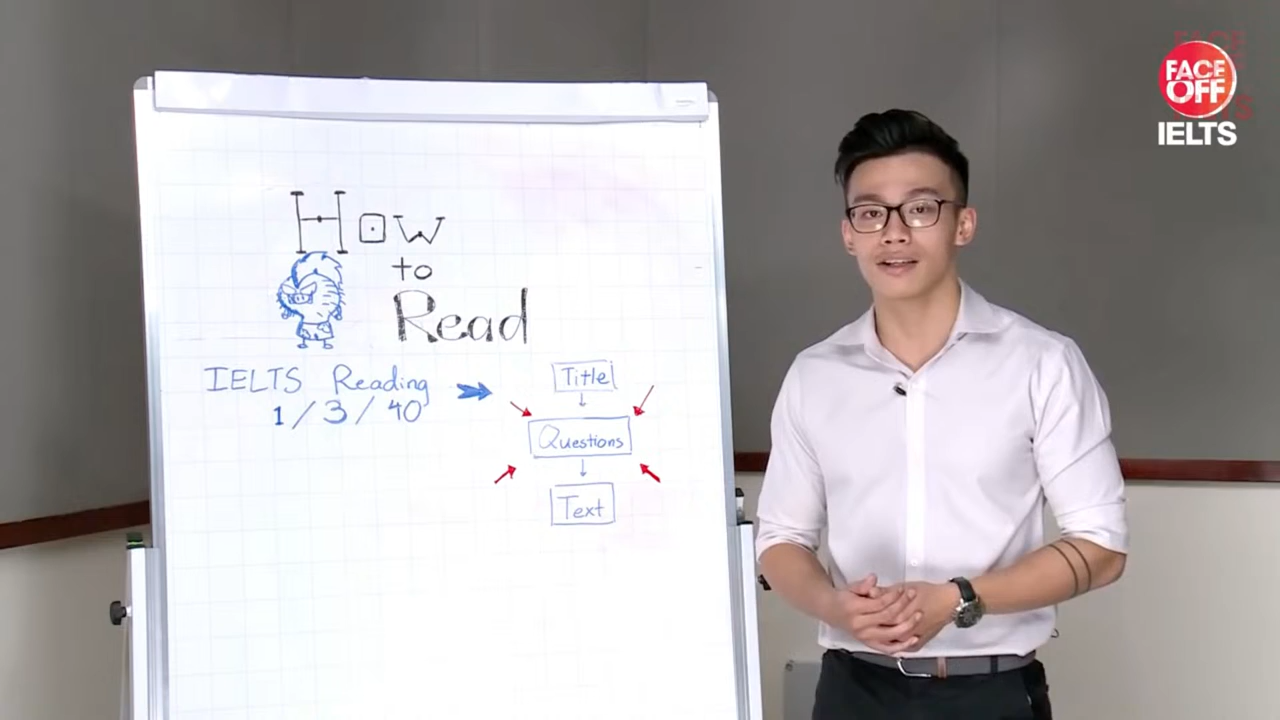 How
to
Read
IELTS Reading
1 / 3 / 40
Title
Questions
Text
FACE
OFF
IELTS